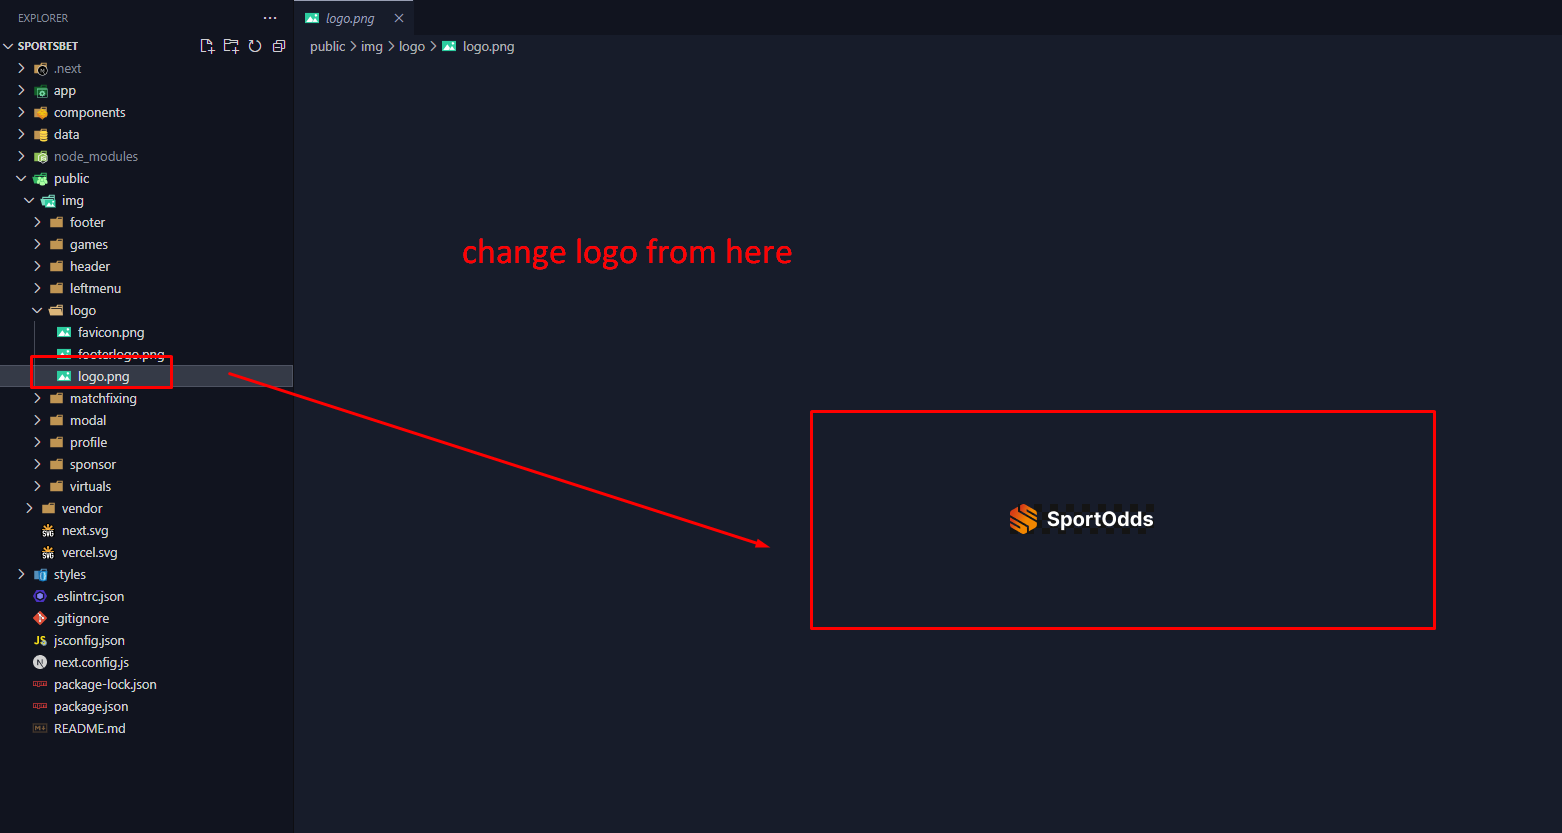 EXPLORER
SPORTSBET
.next
app
components
data
node_modules
public
img
footer
games
header
leftmenu
logo
favicon.png
footerlogo.png
logo.png
matchfixing
modal
profile
sponsor
virtuals
vendor
next.svg
vercel.svg
styles
.eslintrc.json
.gitignore
JS jsconfig.json
N next.config.js
package-lock.json
package.json
README.md
logo.png
public > img > logo > logo.png
change logo from here
SportOdds